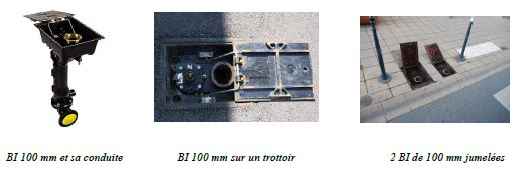 BI 100 mm et sa conduite
BI 100 mm sur un trottoir
2 BI de 100 mm jumelées